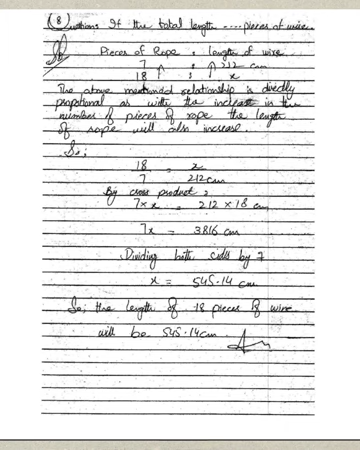 (8) Question: If the total length ---- pieces of wire.
Sol
Pieces of Rope : length of wire
7 : 212 cm
18 : x
The above mentioned relationship is directly
propotional as with the increase in the
number of pieces of rope the length
of rope will also increase.
So;
18 = x
7 212cm
By cross product;
7 x x = 212 x 18 cm
7x = 3816 cm
Dividing both sides by 7
x = 545.14 cm
So, the length of 18 pieces of wire
will be 545.14cm.